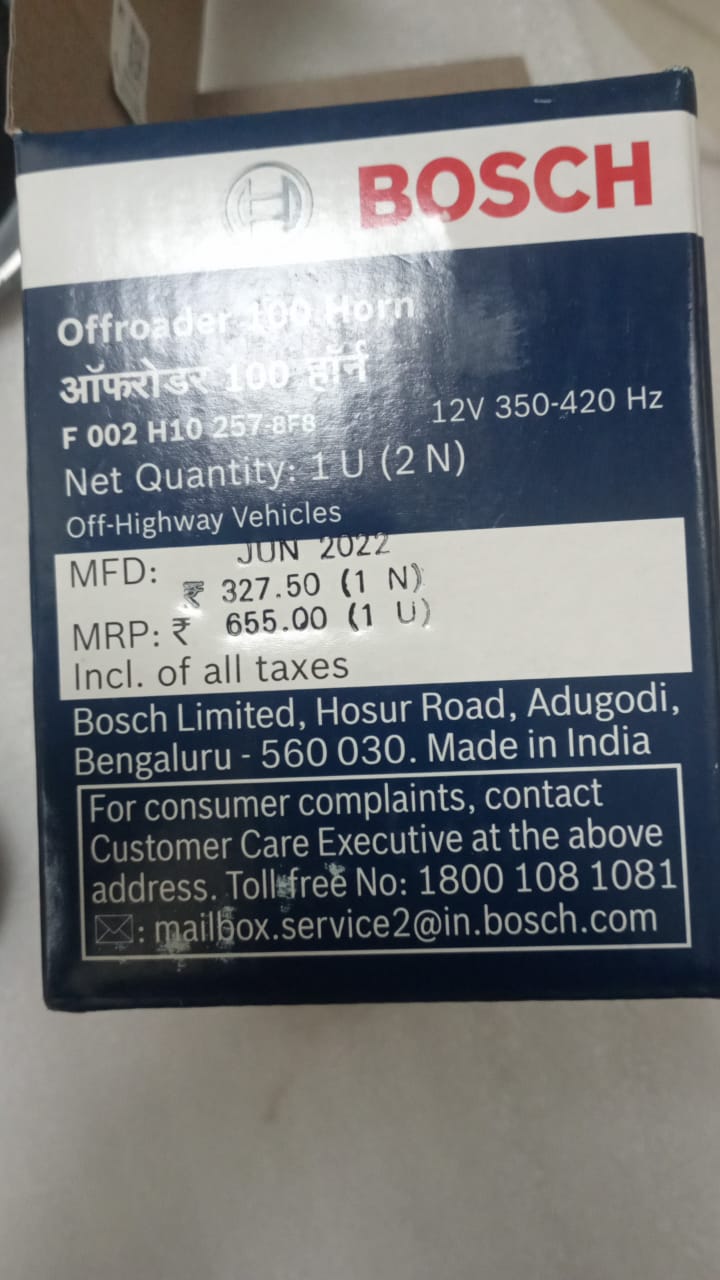 BOSCH
Offroader 100 Horn
ऑफरोडर 100 हॉर्न
F 002 H10 257-8F8 12V 350-420 Hz
Net Quantity: 1 U (2 N)
Off-Highway Vehicles
MFD: JUN 2022
₹ 327.50 (1 N)
MRP: ₹ 655.00 (1 U)
Incl. of all taxes
Bosch Limited, Hosur Road, Adugodi,
Bengaluru - 560 030. Made in India
For consumer complaints, contact
Customer Care Executive at the above
address. Toll free No: 1800 108 1081
✉: mailbox.service2@in.bosch.com